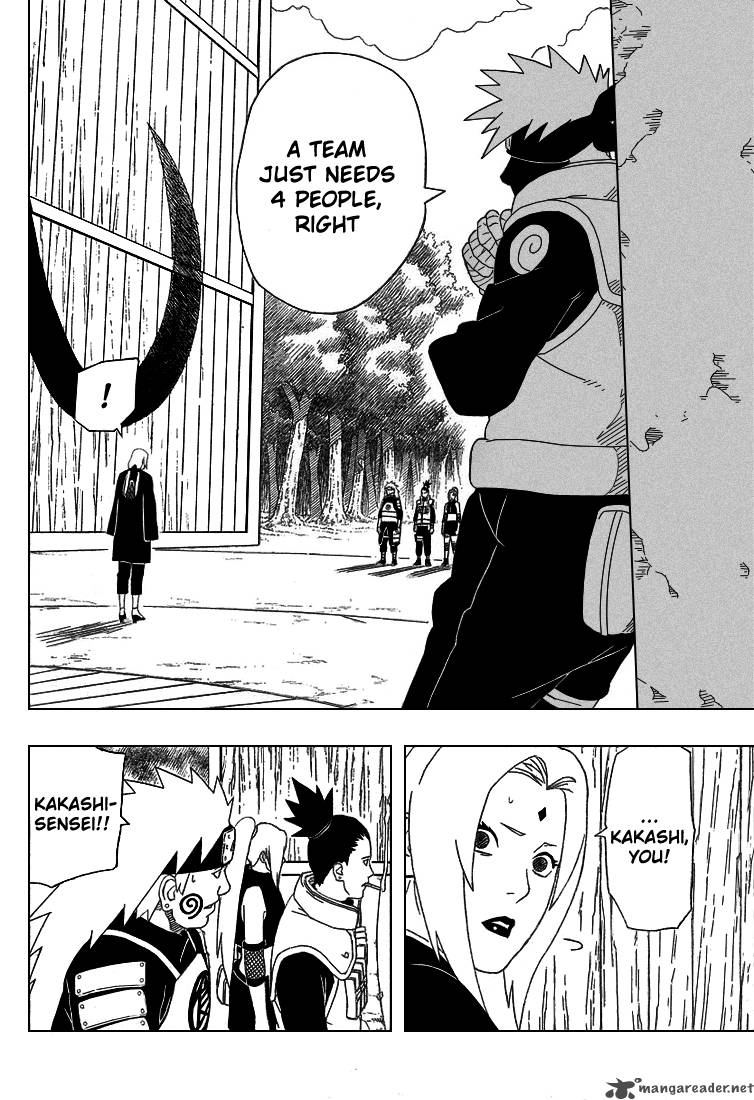 A TEAM
JUST NEEDS
4 PEOPLE,
RIGHT
!
...
KAKASHI,
YOU!
KAKASHI-
SENSEI!!
mangareader.net